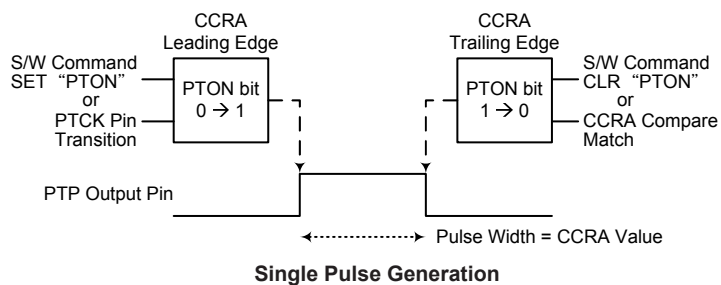 CCRA
Leading Edge
S/W Command
SET “PTON”
or
PTCK Pin
Transition
PTON bit
0 → 1
CCRA
Trailing Edge
PTON bit
1 → 0
S/W Command
CLR “PTON”
or
CCRA Compare
Match
PTP Output Pin
Pulse Width = CCRA Value
Single Pulse Generation